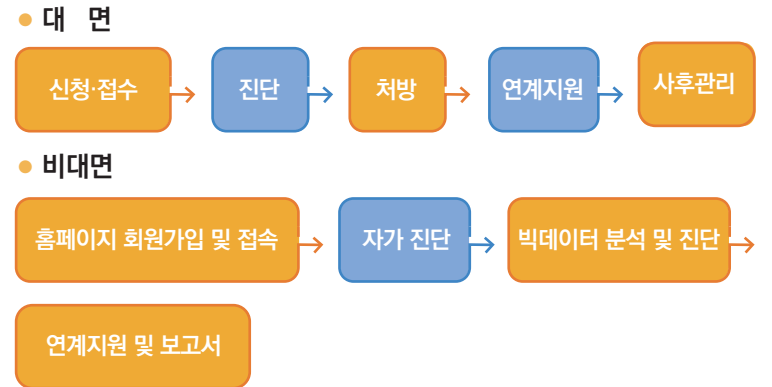 대 면
신청·접수 진단 처방 연계지원 사후관리
비대면
홈페이지 회원가입 및 접속 자가 진단 빅데이터 분석 및 진단
연계지원 및 보고서